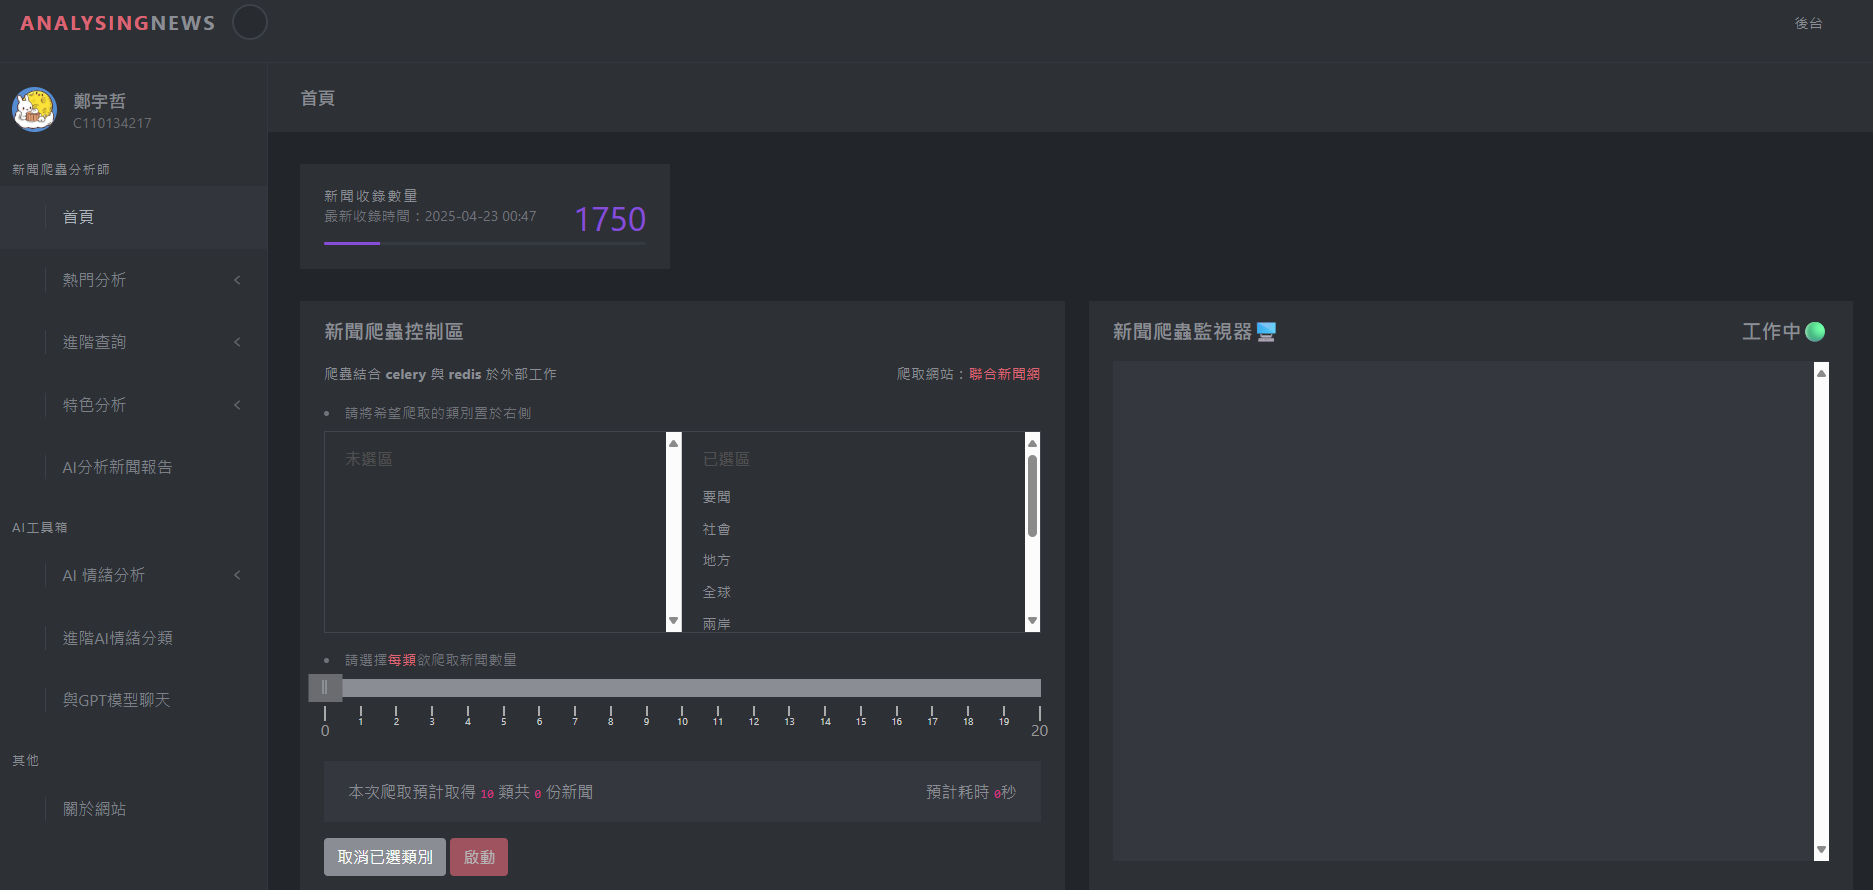 ANALYSINGNEWS
後台
鄭宇哲
C110134217
新聞爬蟲分析師
首頁
熱門分析
進階查詢
特色分析
AI分析新聞報告
AI工具箱
AI 情緒分析
進階AI情緒分類
與GPT模型聊天
其他
關於網站
首頁
新聞收錄數量
最新收錄時間：2025-04-23 00:47
1750
新聞爬蟲控制區
爬蟲結合 celery 與 redis 於外部工作
爬取網站：聯合新聞網
• 請將希望爬取的類別置於右側
未選區
已選區
要聞
社會
地方
全球
兩岸
• 請選擇每類欲爬取新聞數量
0 1 2 3 4 5 6 7 8 9 10 11 12 13 14 15 16 17 18 19 20
本次爬取預計取得 10 類共 0 份新聞
預計耗時 0秒
取消已選類別
啟動
新聞爬蟲監視器
工作中